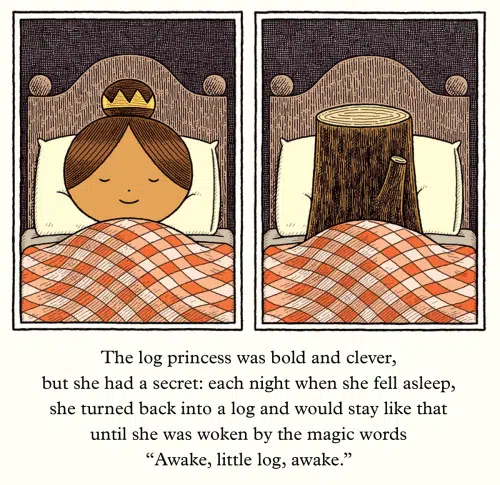 The log princess was bold and clever,
but she had a secret: each night when she fell asleep,
she turned back into a log and would stay like that
until she was woken by the magic words
“Awake, little log, awake.”